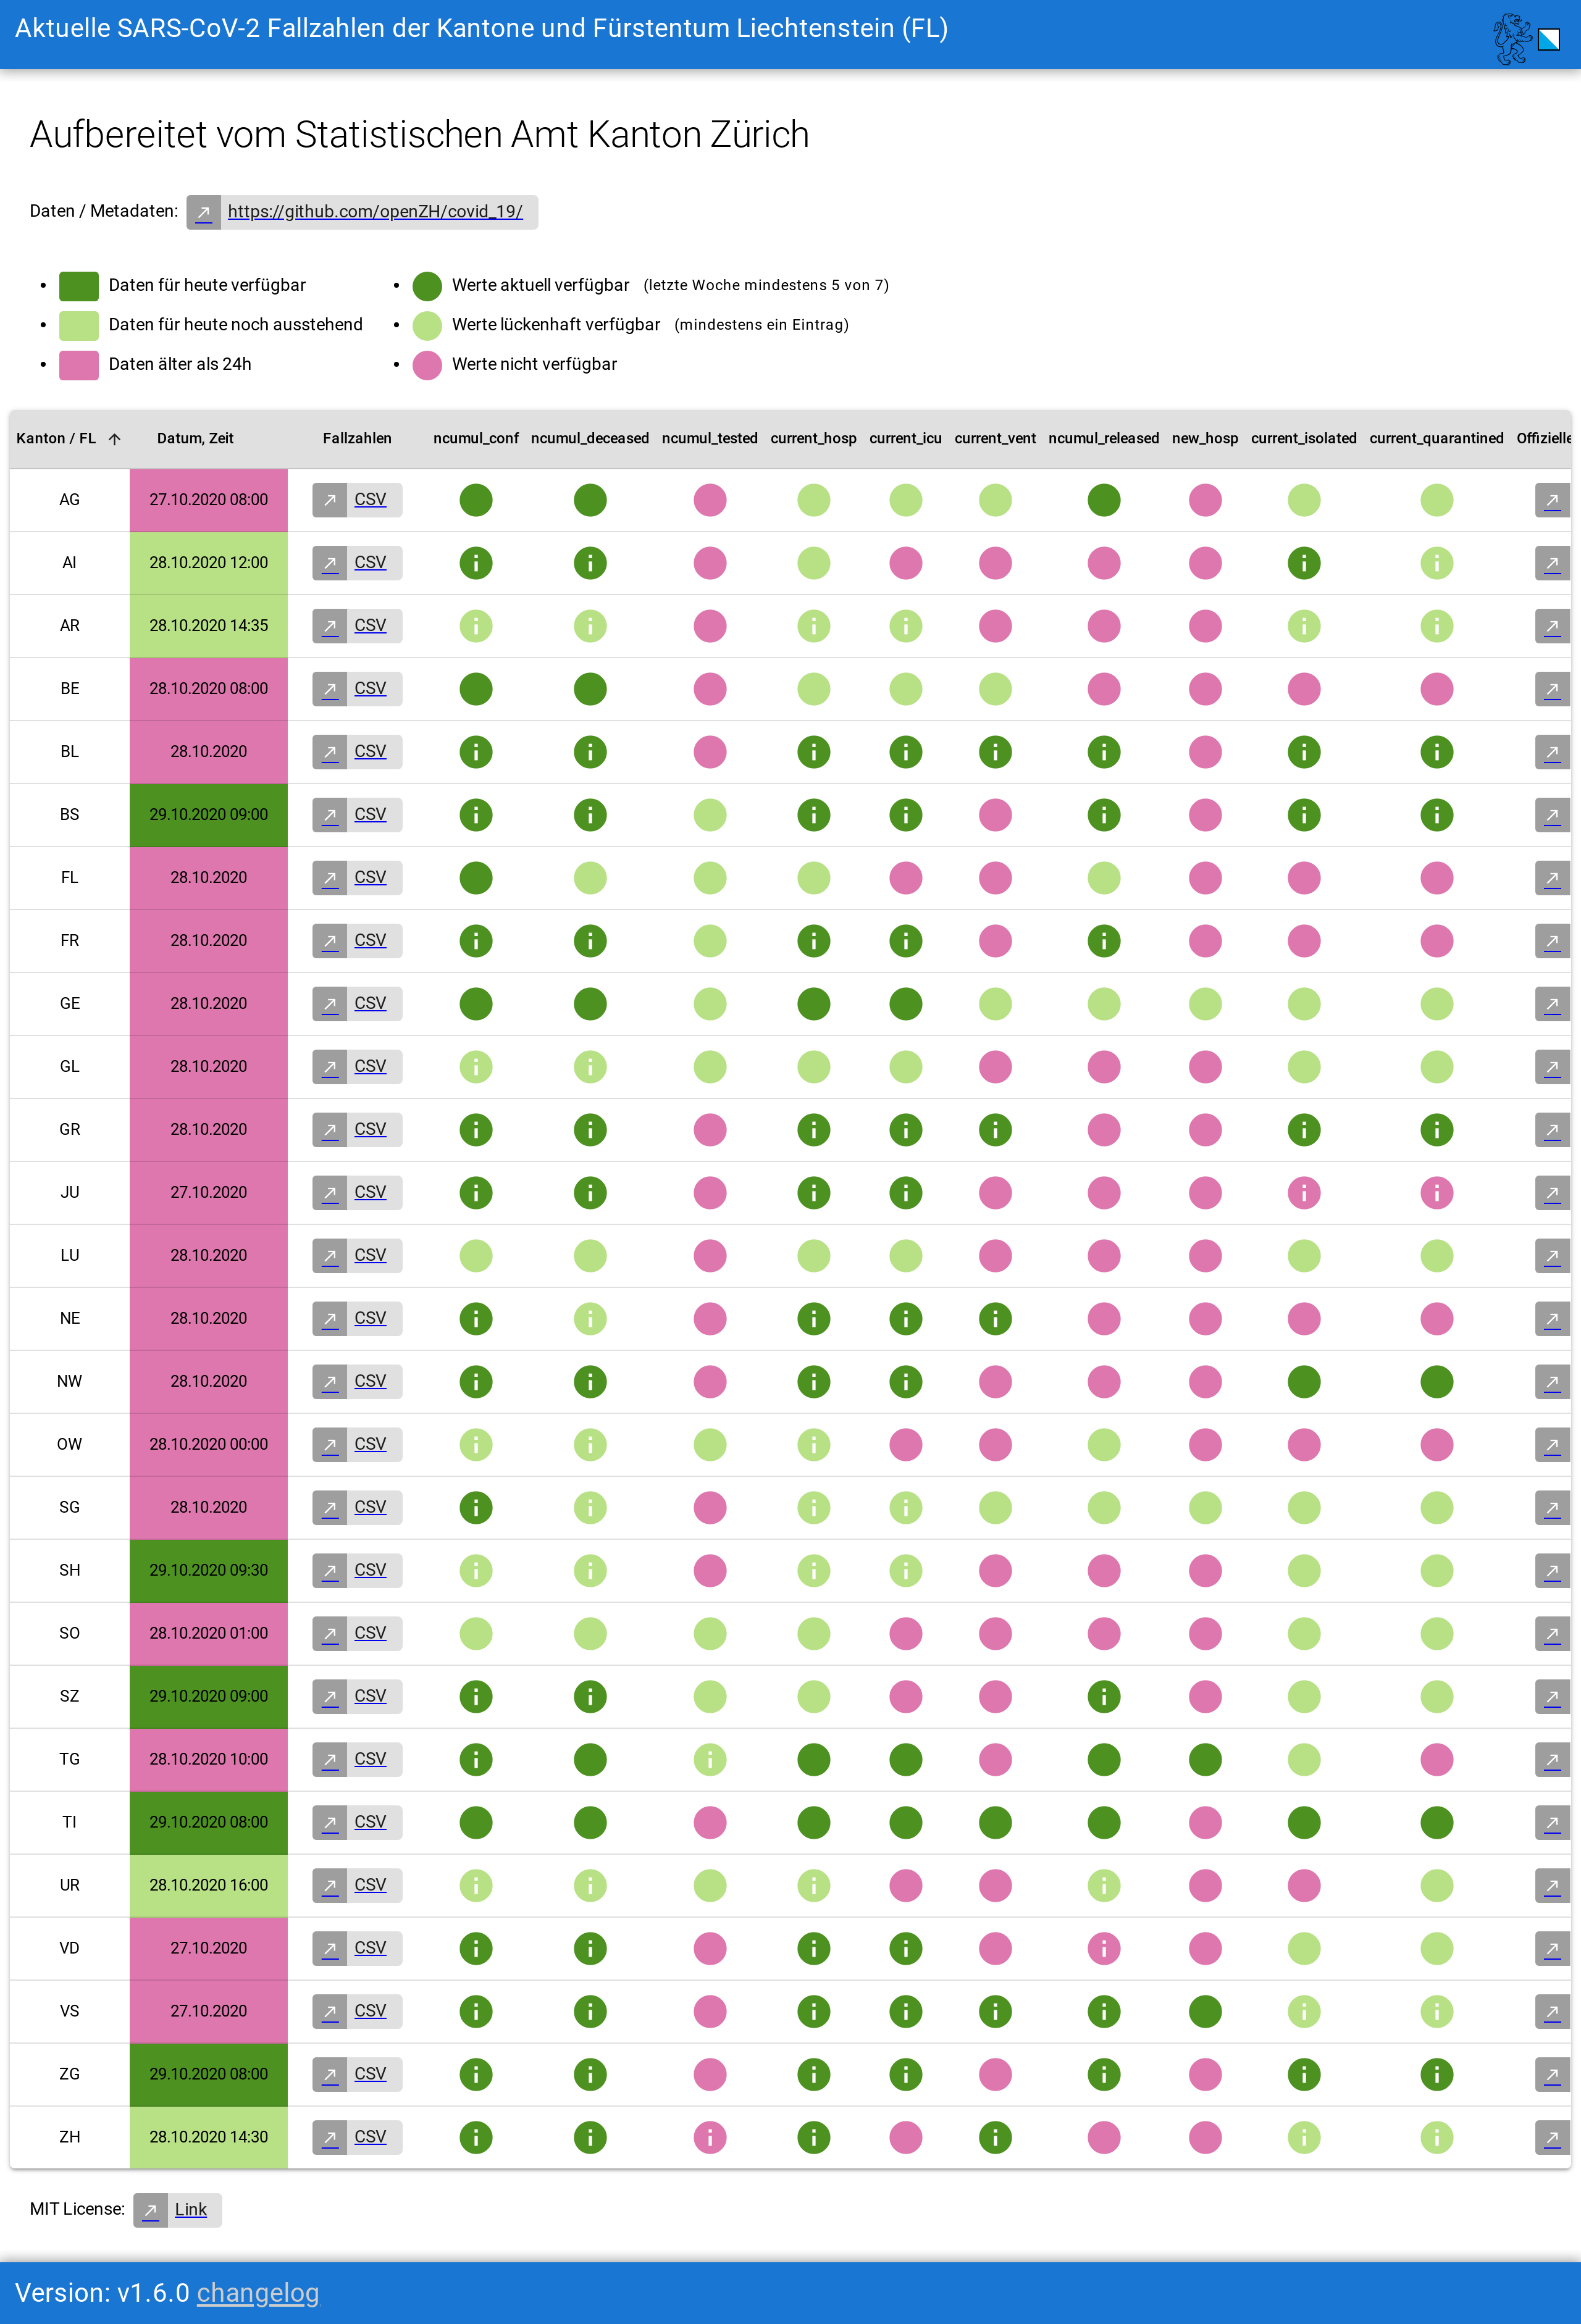 Aktuelle SARS-CoV-2 Fallzahlen der Kantone und Fürstentum Liechtenstein (FL)
Aufbereitet vom Statistischen Amt Kanton Zürich
Daten / Metadaten: https://github.com/openZH/covid_19/
Daten für heute verfügbar
Daten für heute noch ausstehend
Daten älter als 24h
Werte aktuell verfügbar (letzte Woche mindestens 5 von 7)
Werte lückenhaft verfügbar (mindestens ein Eintrag)
Werte nicht verfügbar
Kanton / FL Datum, Zeit Fallzahlen ncumul_conf ncumul_deceased ncumul_tested current_hosp current_icu current_vent ncumul_released new_hosp current_isolated current_quarantined Offizielle
AG 27.10.2020 08:00 CSV
AI 28.10.2020 12:00 CSV
AR 28.10.2020 14:35 CSV
BE 28.10.2020 08:00 CSV
BL 28.10.2020 CSV
BS 29.10.2020 09:00 CSV
FL 28.10.2020 CSV
FR 28.10.2020 CSV
GE 28.10.2020 CSV
GL 28.10.2020 CSV
GR 28.10.2020 CSV
JU 27.10.2020 CSV
LU 28.10.2020 CSV
NE 28.10.2020 CSV
NW 28.10.2020 CSV
OW 28.10.2020 00:00 CSV
SG 28.10.2020 CSV
SH 29.10.2020 09:30 CSV
SO 28.10.2020 01:00 CSV
SZ 29.10.2020 09:00 CSV
TG 28.10.2020 10:00 CSV
TI 29.10.2020 08:00 CSV
UR 28.10.2020 16:00 CSV
VD 27.10.2020 CSV
VS 27.10.2020 CSV
ZG 29.10.2020 08:00 CSV
ZH 28.10.2020 14:30 CSV
MIT License: Link
Version: v1.6.0 changelog